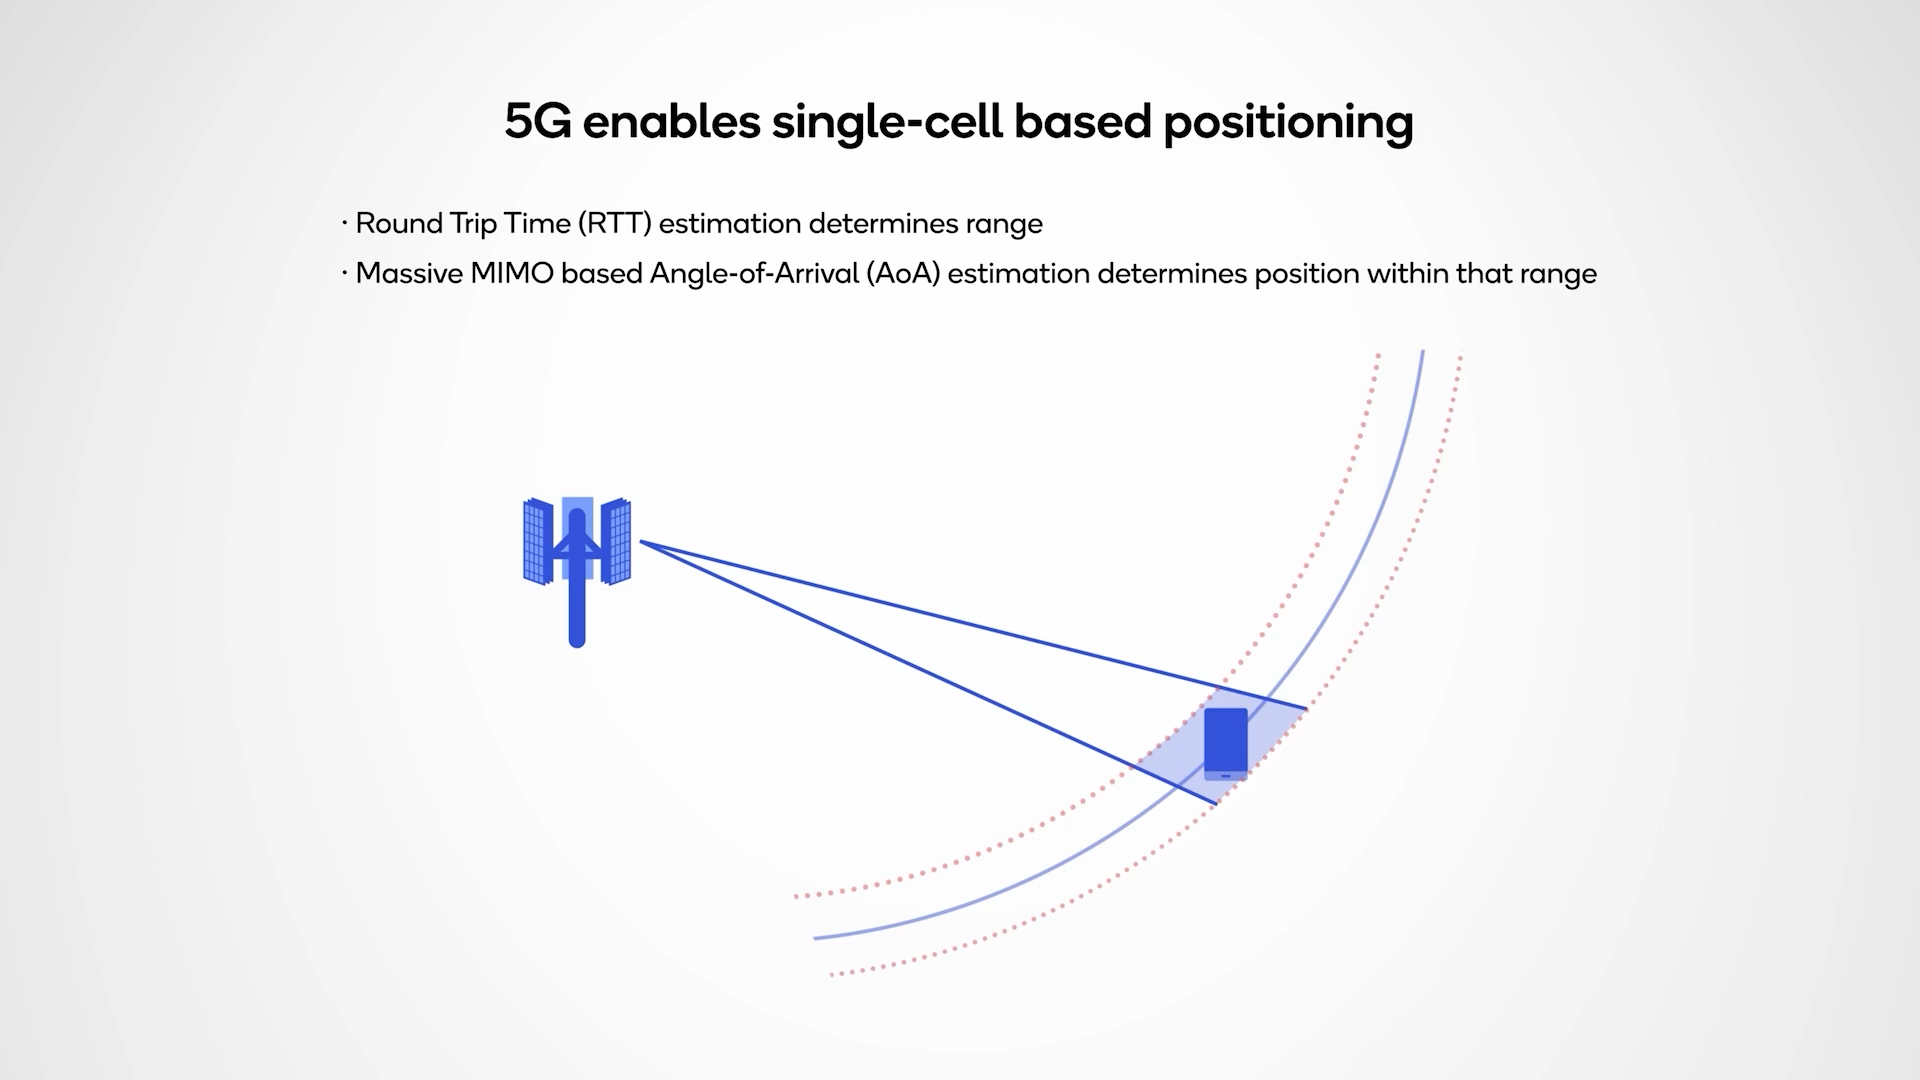 5G enables single-cell based positioning
· Round Trip Time (RTT) estimation determines range
· Massive MIMO based Angle-of-Arrival (AoA) estimation determines position within that range